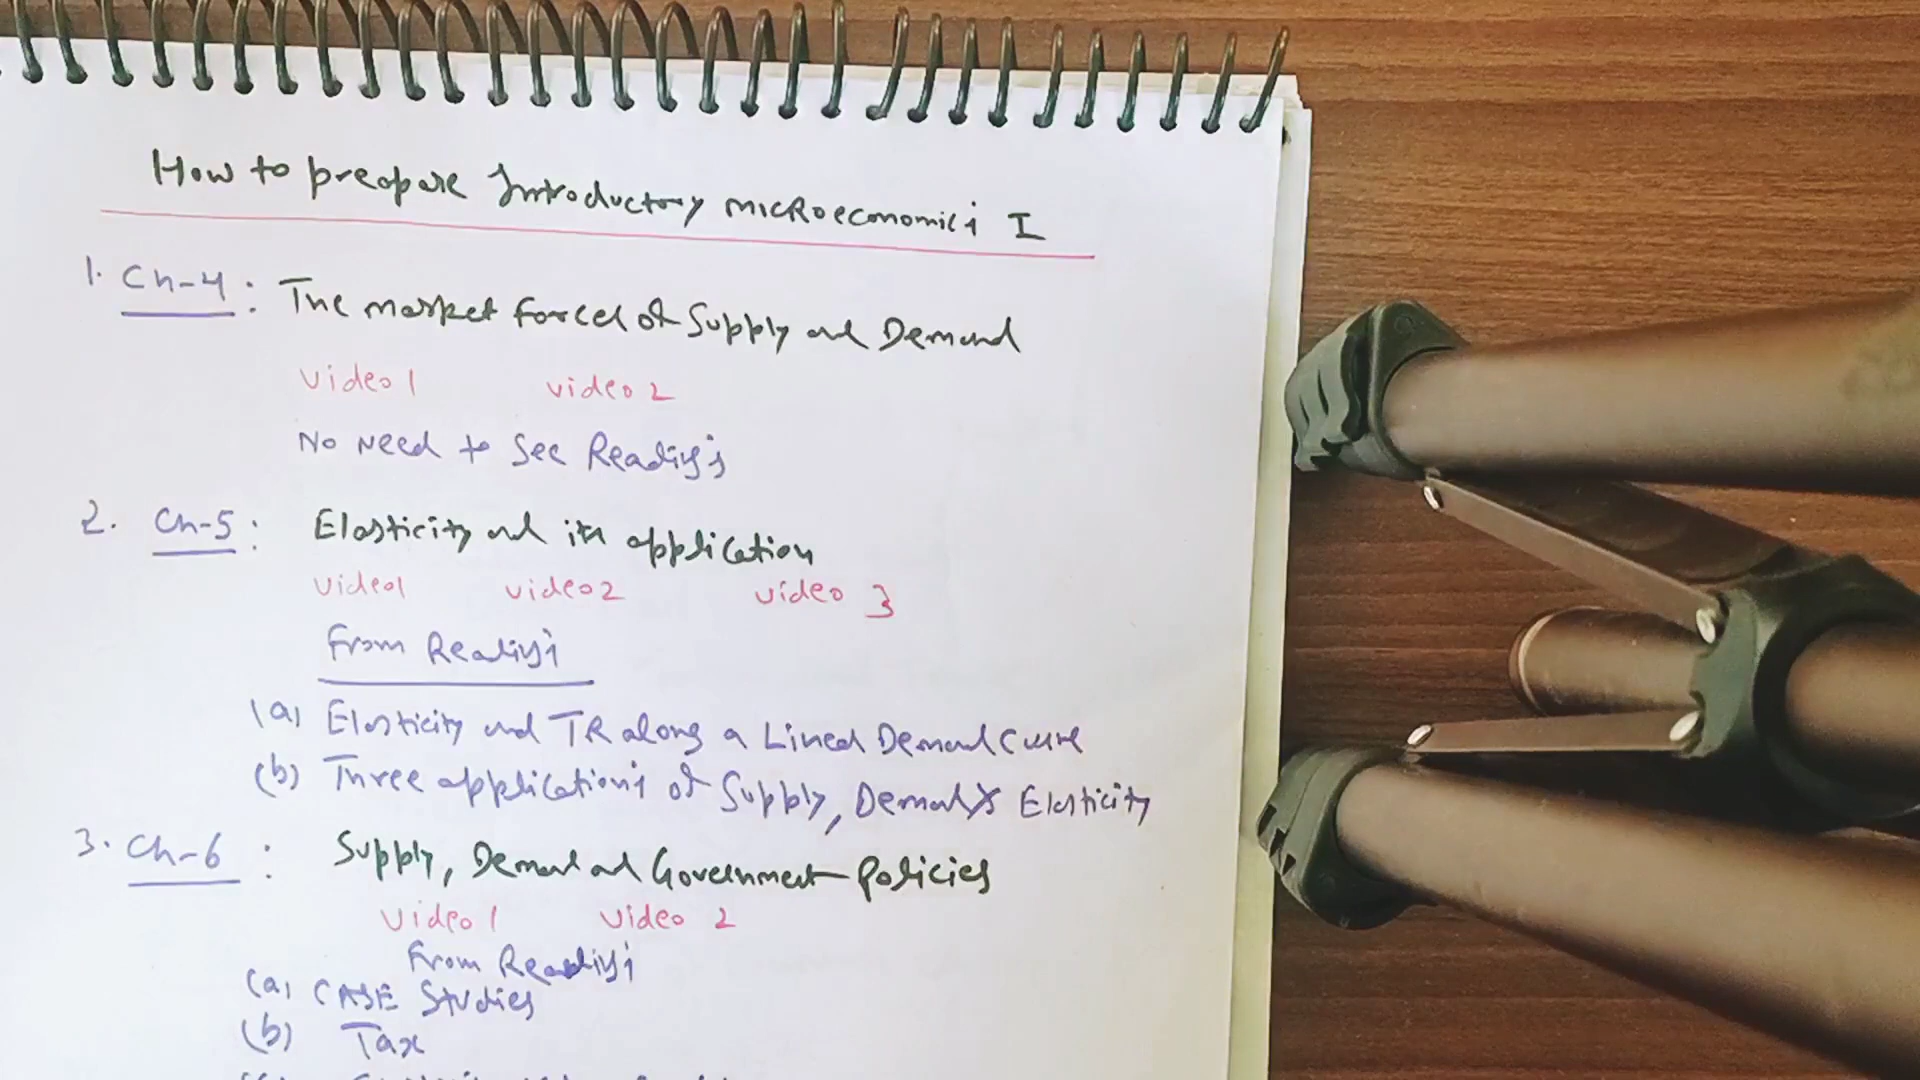 How to preapare Introductory microeconomics I
1. Ch-4: The market forces of Supply and Demand
video 1 video 2
No Need to See Readings
2. Ch-5: Elasticity and its application
video1 video2 video 3
From Readings
(a) Elasticity and TR along a Linear Demand curve
(b) Three applications of Supply, Demand & Elasticity
3. Ch-6: Supply, Demand and Government Policies
video 1 video 2
From Readings
(a) CASE Studies
(b) Tax